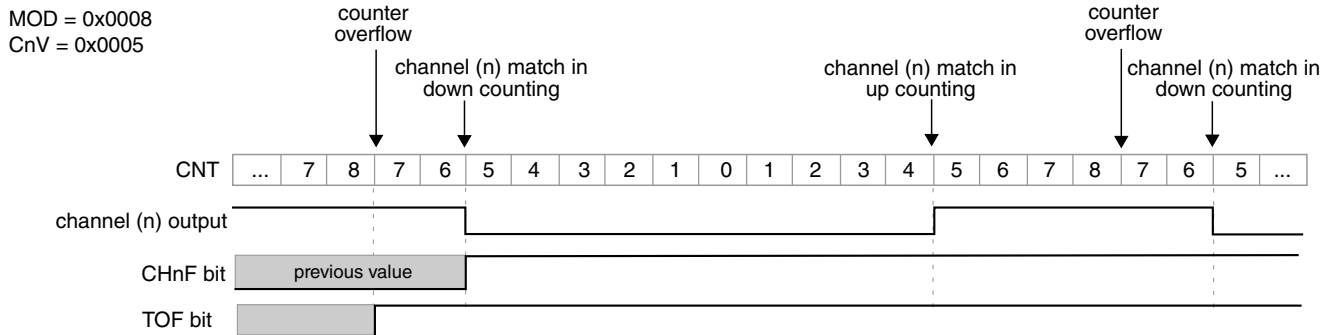 MOD = 0x0008
CnV = 0x0005
counter
overflow
channel (n) match in
down counting
channel (n) match in
up counting
counter
overflow
channel (n) match in
down counting
CNT ... 7 8 7 6 5 4 3 2 1 0 1 2 3 4 5 6 7 8 7 6 5 ...
channel (n) output
CHnF bit previous value
TOF bit